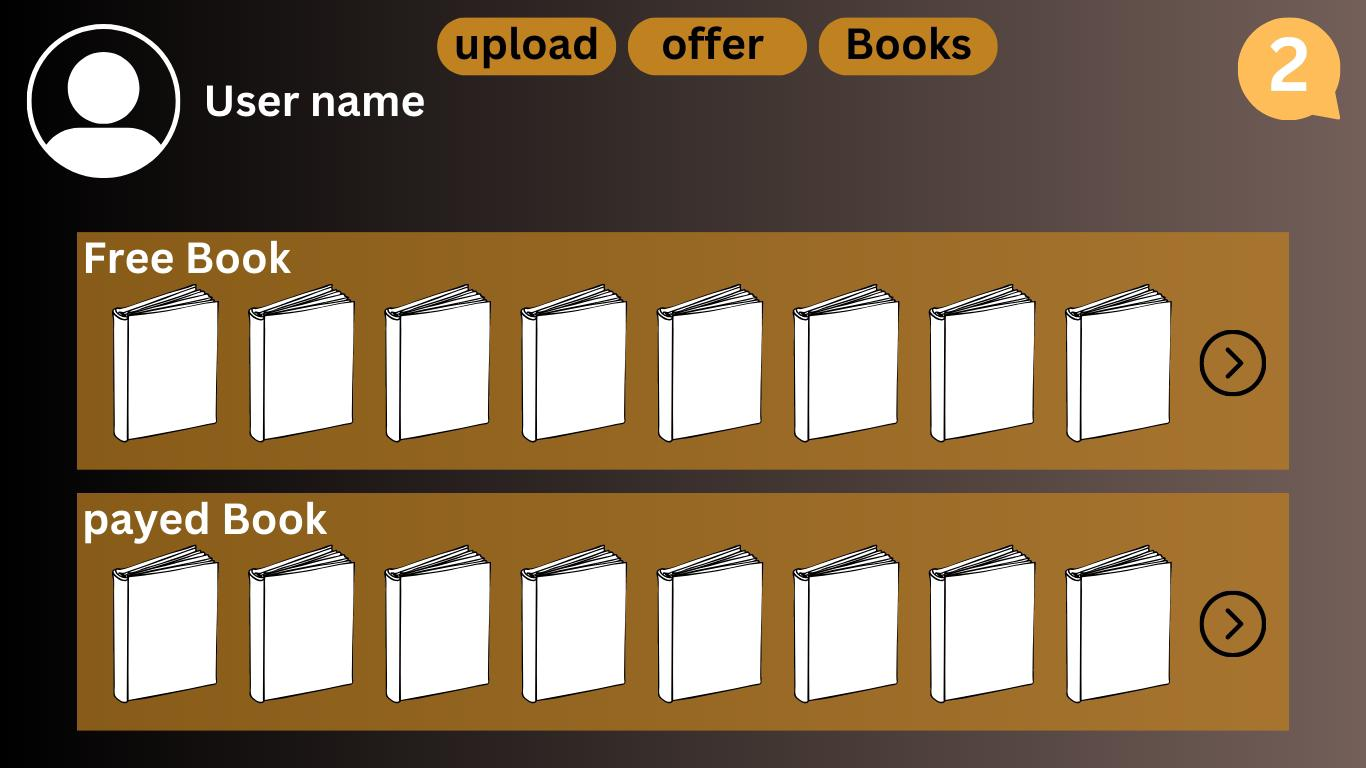 upload
offer
Books
2
User name
Free Book
payed Book